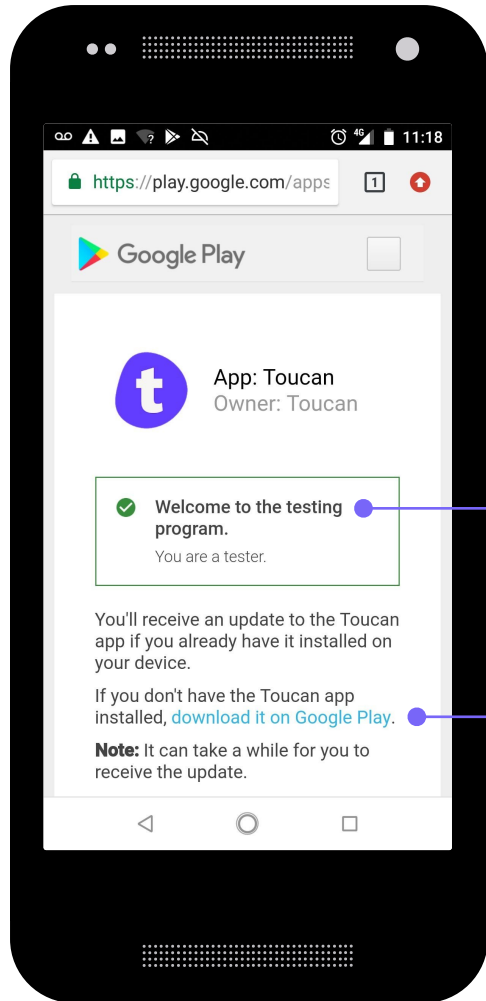 4G 11:18
https://play.google.com/apps 1
Google Play
t
App: Toucan
Owner: Toucan
Welcome to the testing
program.
You are a tester.
You'll receive an update to the Toucan
app if you already have it installed on
your device.
If you don't have the Toucan app
installed, download it on Google Play.
Note: It can take a while for you to
receive the update.